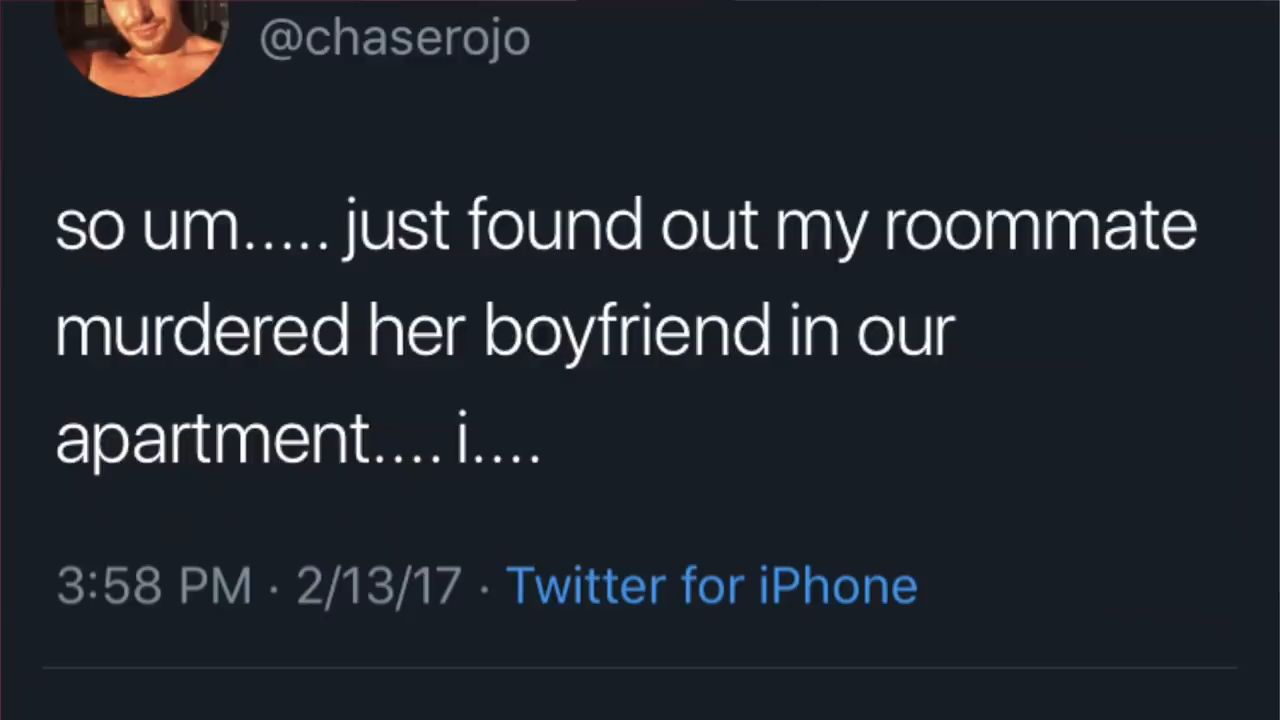 @chaserojo
so um..... just found out my roommate
murdered her boyfriend in our
apartment.... i....
3:58 PM · 2/13/17 · Twitter for iPhone